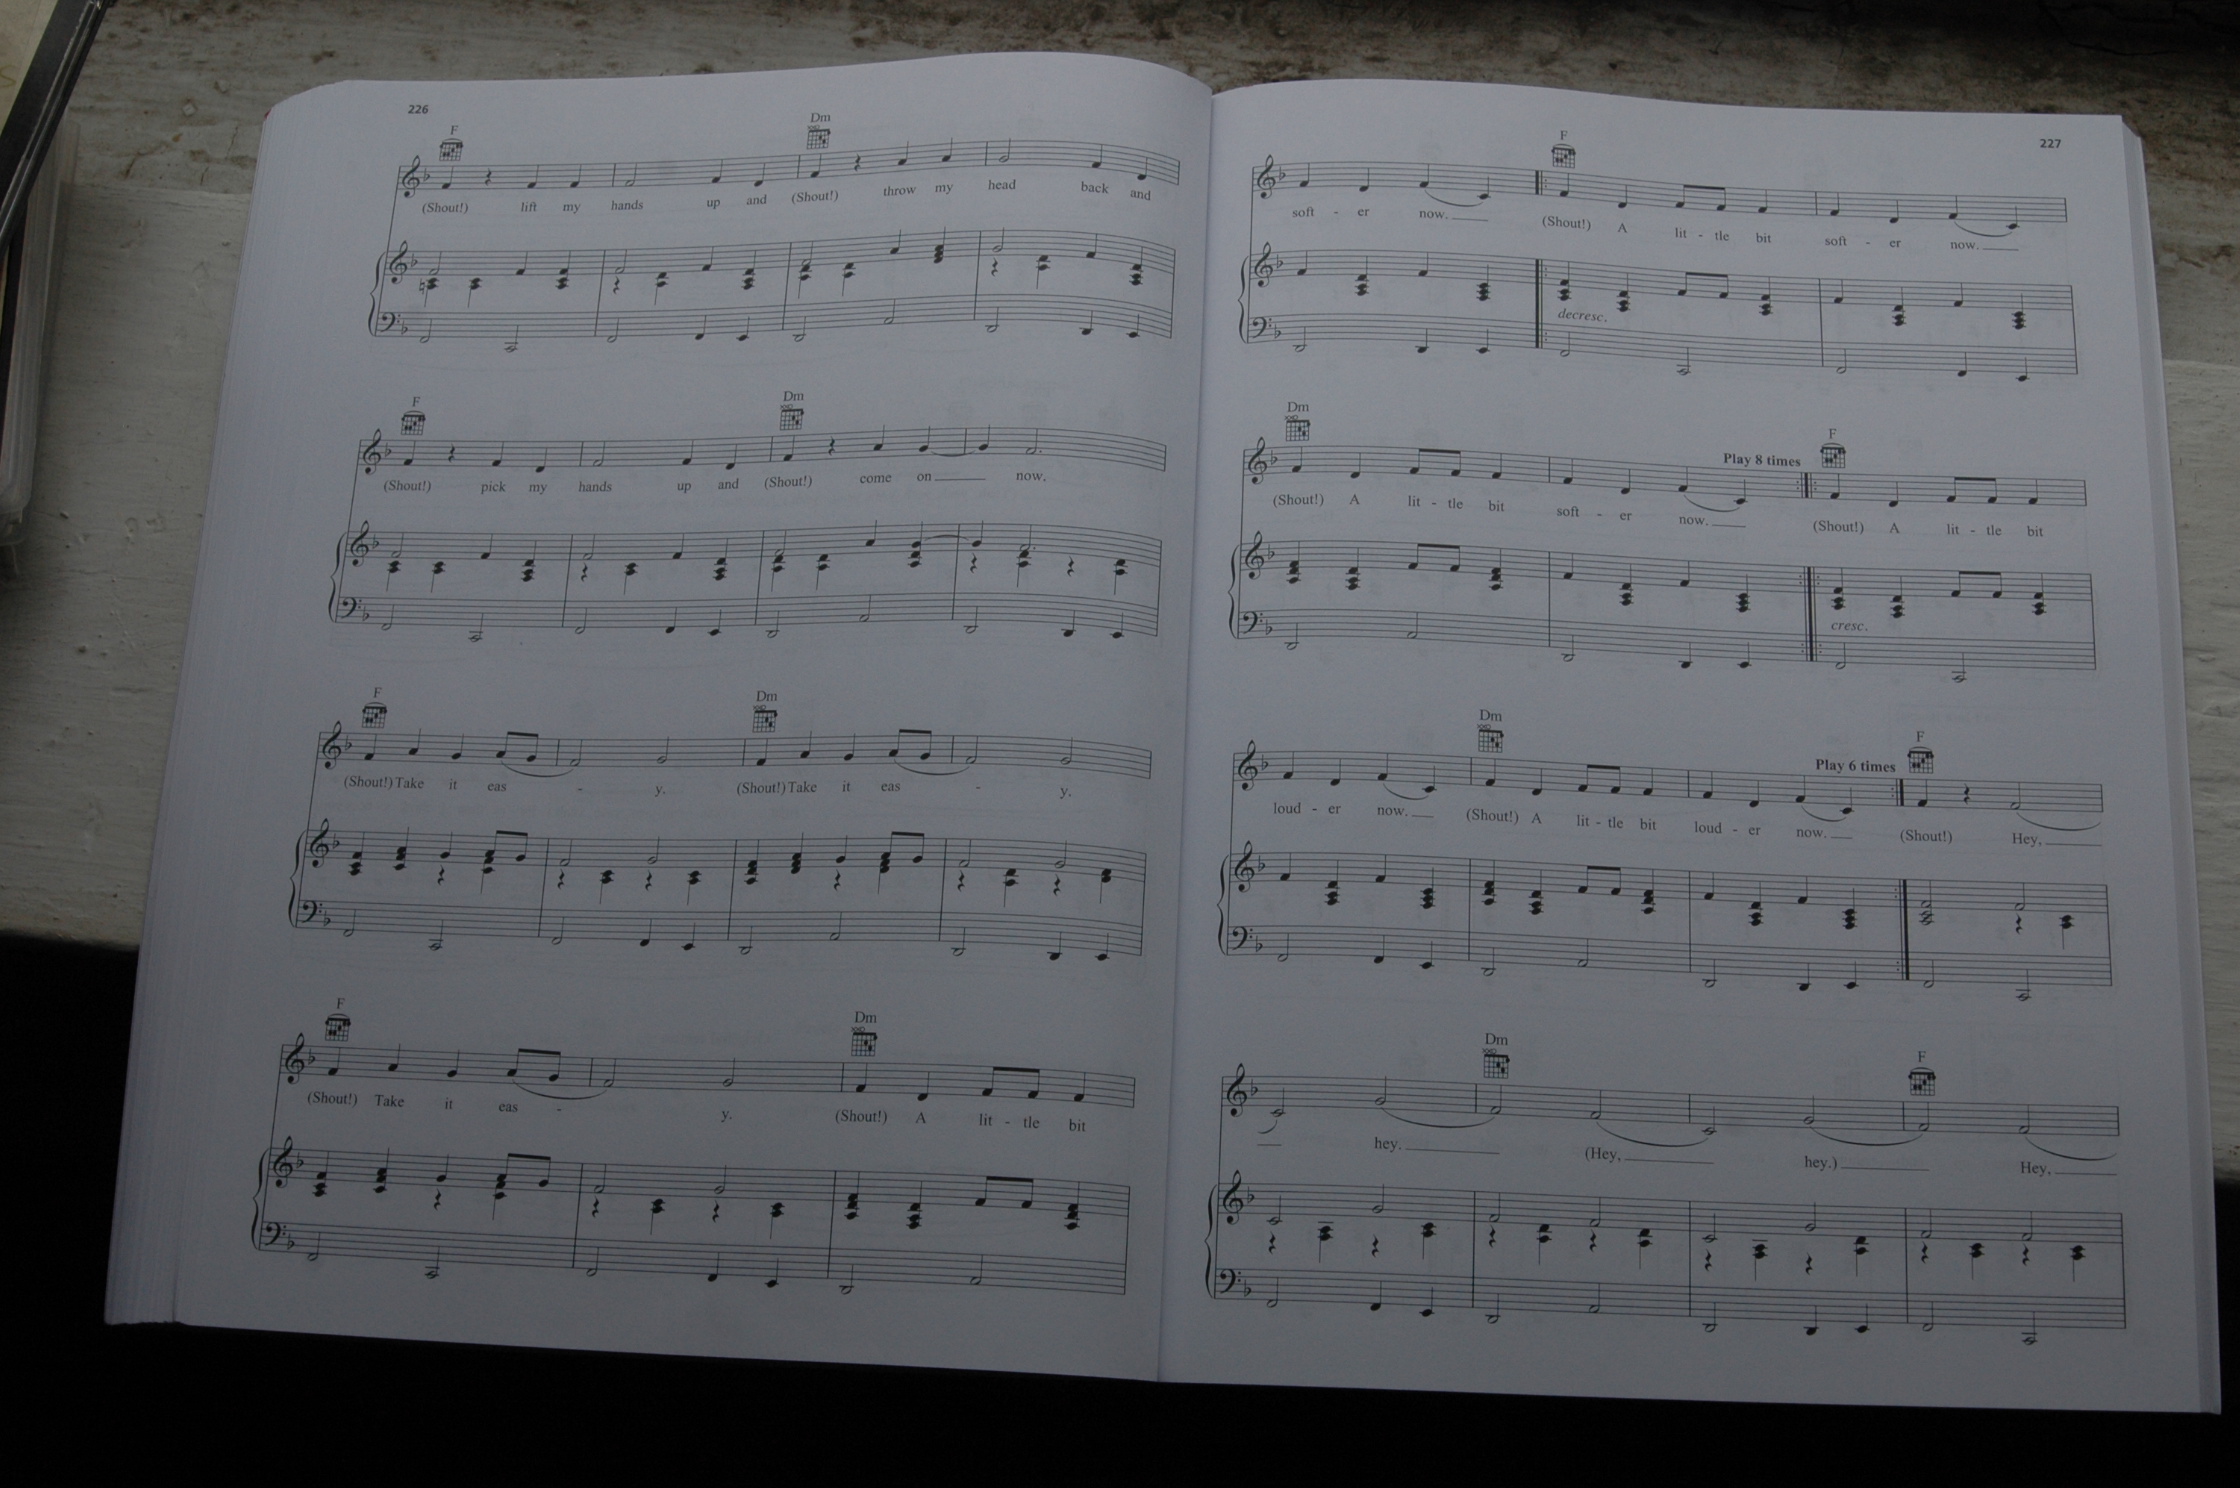 226
F Dm
(Shout!) lift my hands up and (Shout!) throw my head back and
F Dm
(Shout!) pick my hands up and (Shout!) come on now.
F Dm
(Shout!) Take it eas - y. (Shout!) Take it eas - y.
F Dm
(Shout!) Take it eas - y. (Shout!) A lit - tle bit
227
F
soft - er now. (Shout!) A lit - tle bit soft - er now.
decresc.
Dm Play 8 times F
(Shout!) A lit - tle bit soft - er now. (Shout!) A lit - tle bit
cresc.
Dm Play 6 times F
loud - er now. (Shout!) A lit - tle bit loud - er now. (Shout!) Hey,
Dm F
hey. (Hey, hey.) Hey,